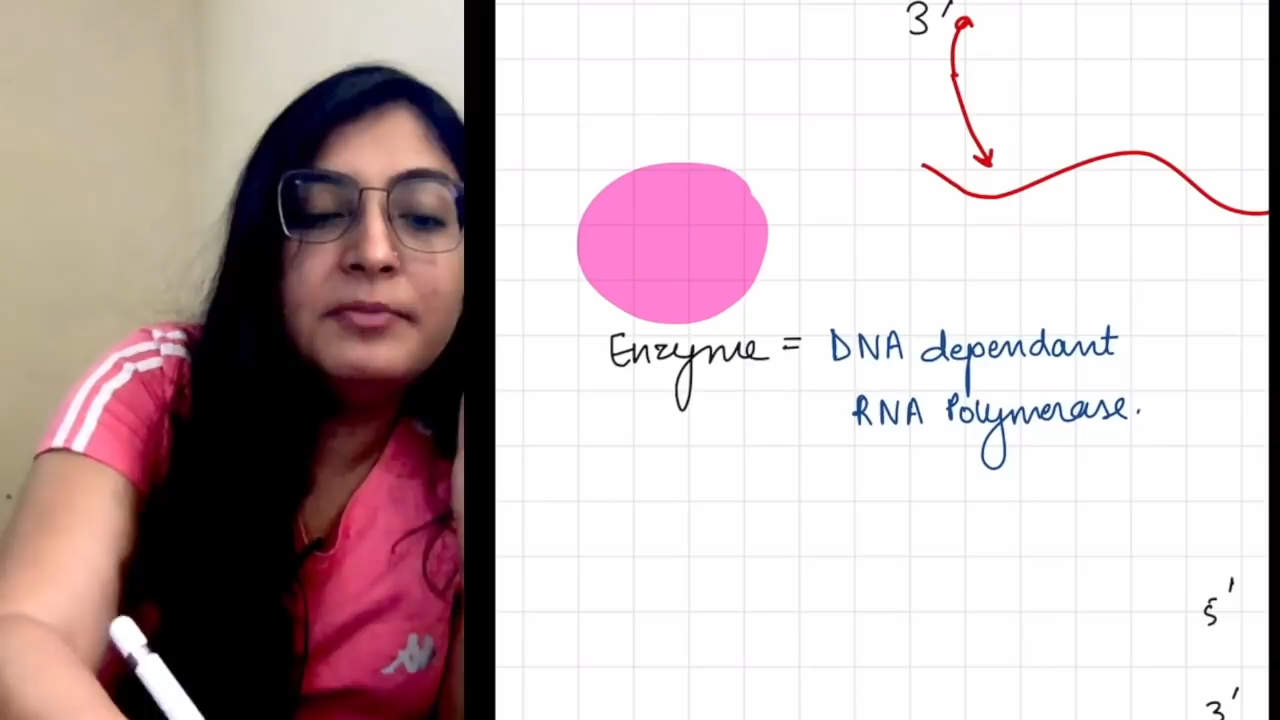 3'
Enzyme = DNA dependant
RNA Polymerase.
5'
3'